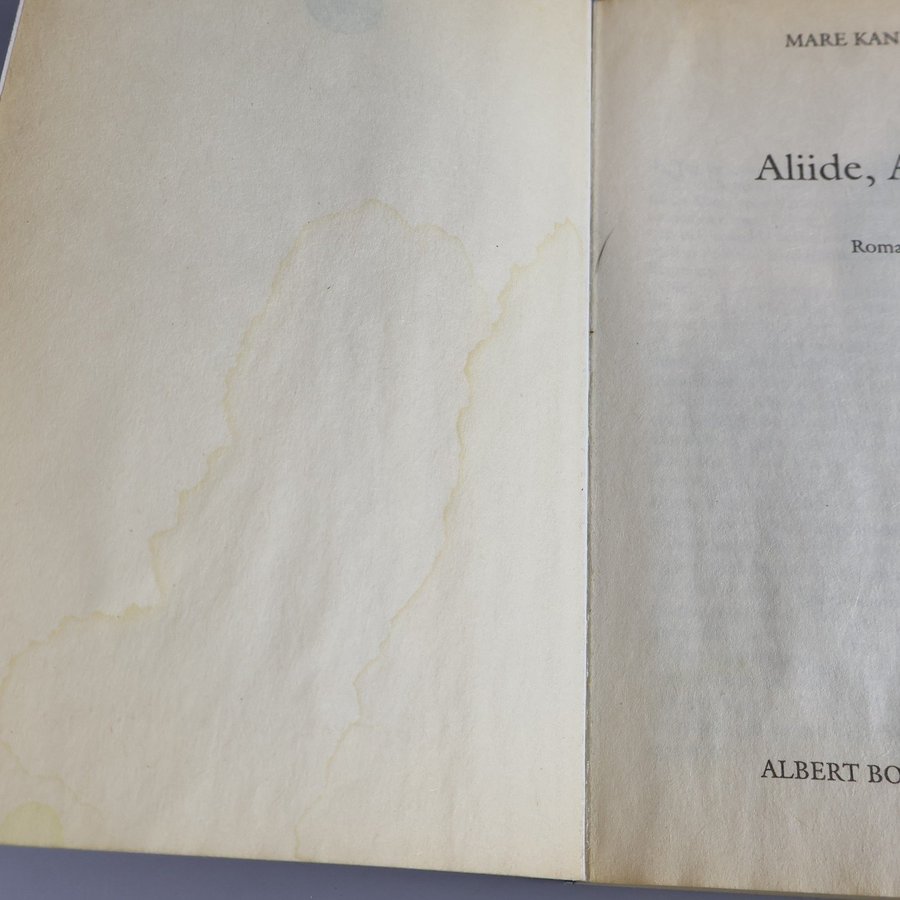 MARE KAN
Aliide, A
Roma
ALBERT BO